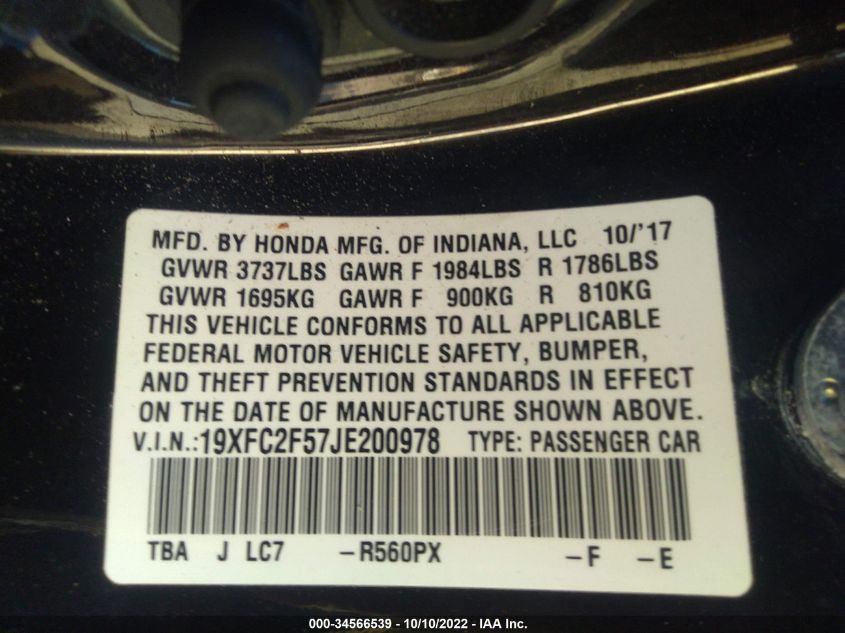 MFD. BY HONDA MFG. OF INDIANA, LLC 10/'17
GVWR 3737LBS GAWR F 1984LBS R 1786LBS
GVWR 1695KG GAWR F 900KG R 810KG
THIS VEHICLE CONFORMS TO ALL APPLICABLE
FEDERAL MOTOR VEHICLE SAFETY, BUMPER,
AND THEFT PREVENTION STANDARDS IN EFFECT
ON THE DATE OF MANUFACTURE SHOWN ABOVE.
V.I.N.:19XFC2F57JE200978 TYPE: PASSENGER CAR
TBA J LC7 -R560PX -F -E
000-34566539 - 10/10/2022 - IAA Inc.